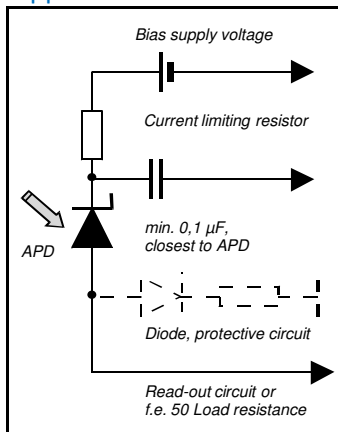 Bias supply voltage
Current limiting resistor
min. 0,1 µF,
closest to APD
APD
Diode, protective circuit
Read-out circuit or
f.e. 50 Load resistance